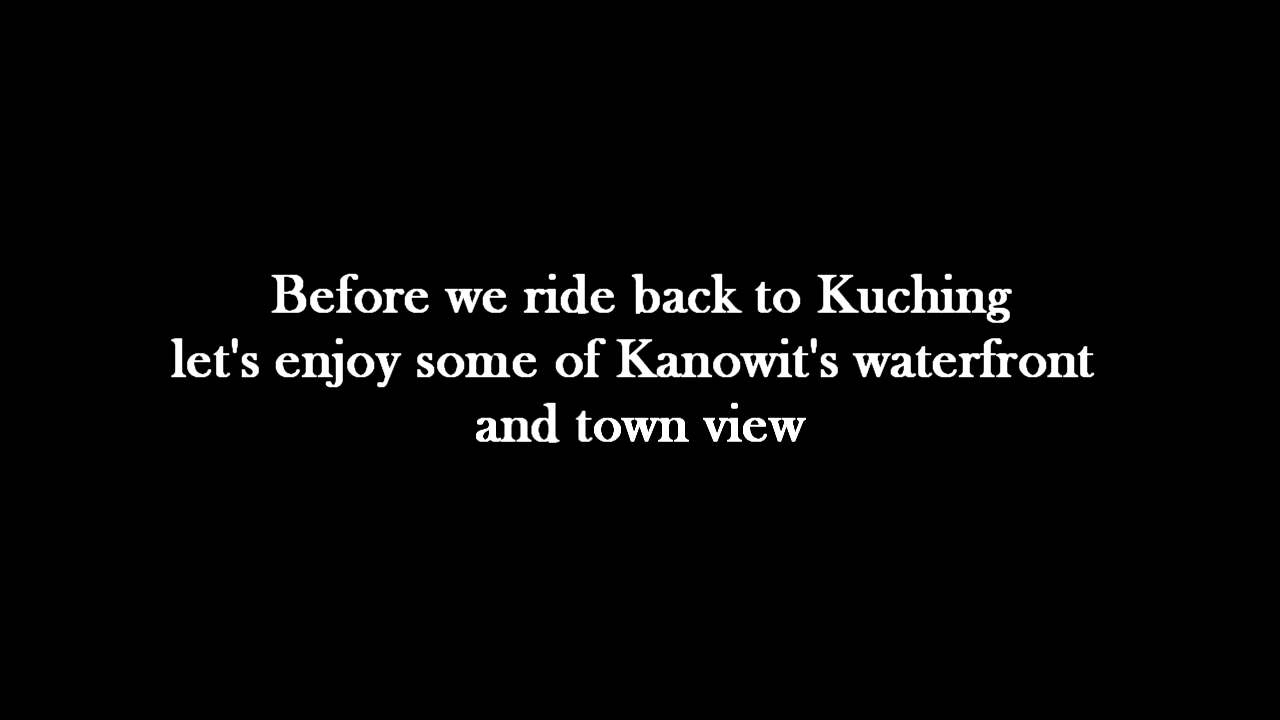 Before we ride back to Kuching
let's enjoy some of Kanowit's waterfront
and town view